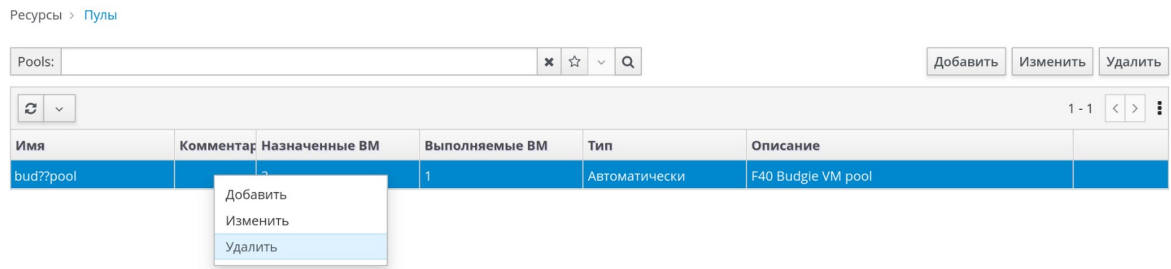 Ресурсы > Пулы
Pools:
Добавить Изменить Удалить
1 - 1
Имя Комментар Назначенные ВМ Выполняемые ВМ Тип Описание
bud??pool 1 Автоматически F40 Budgie VM pool
Добавить
Изменить
Удалить